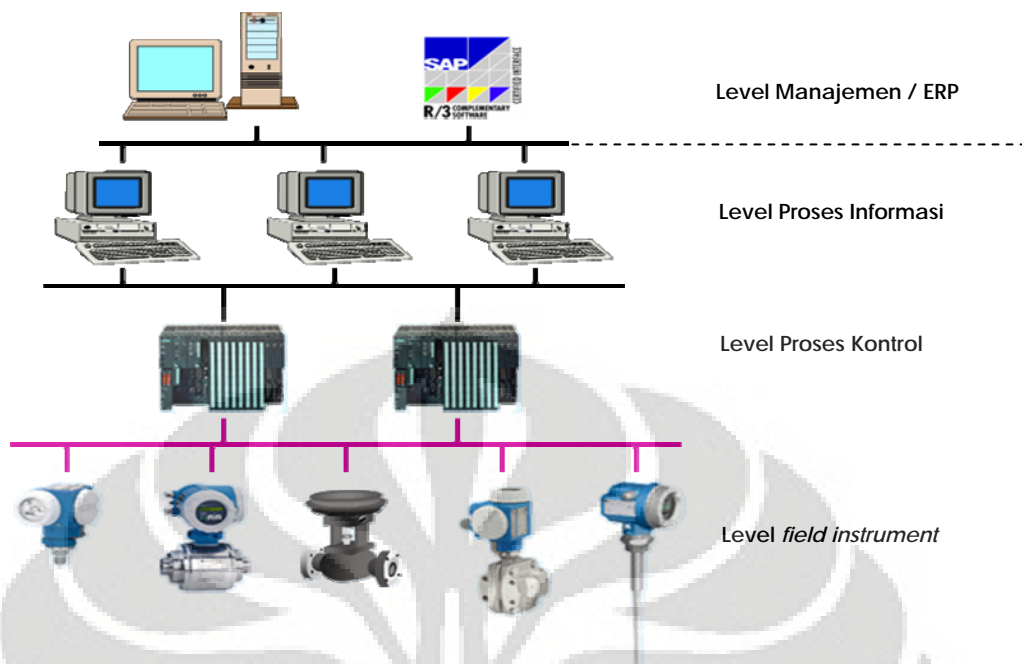 SAP
CERTIFIED INTERFACE
R/3 COMPLEMENTARY
SOFTWARE
Level Manajemen / ERP
Level Proses Informasi
Level Proses Kontrol
Level field instrument